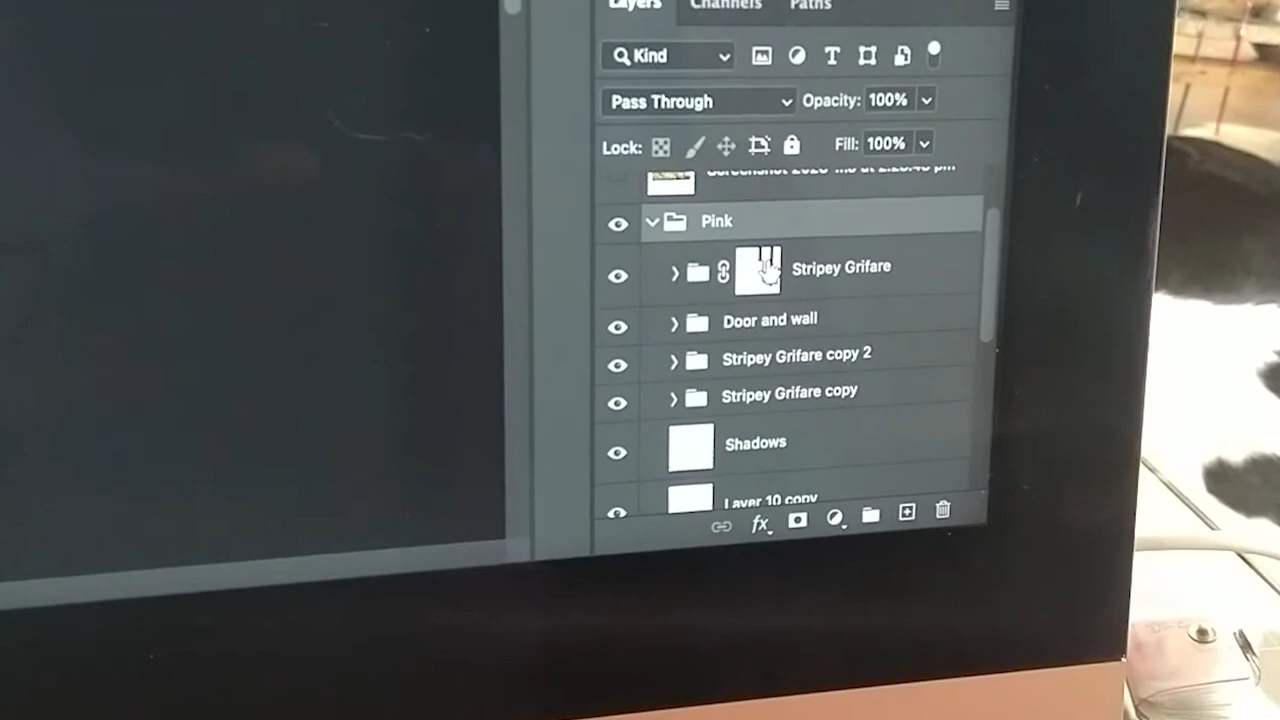 Layers Channels Paths
Kind
Pass Through Opacity: 100%
Lock: Fill: 100%
Pink
Stripey Grifare
Door and wall
Stripey Grifare copy 2
Stripey Grifare copy
Shadows
Layer 10 copy
fx